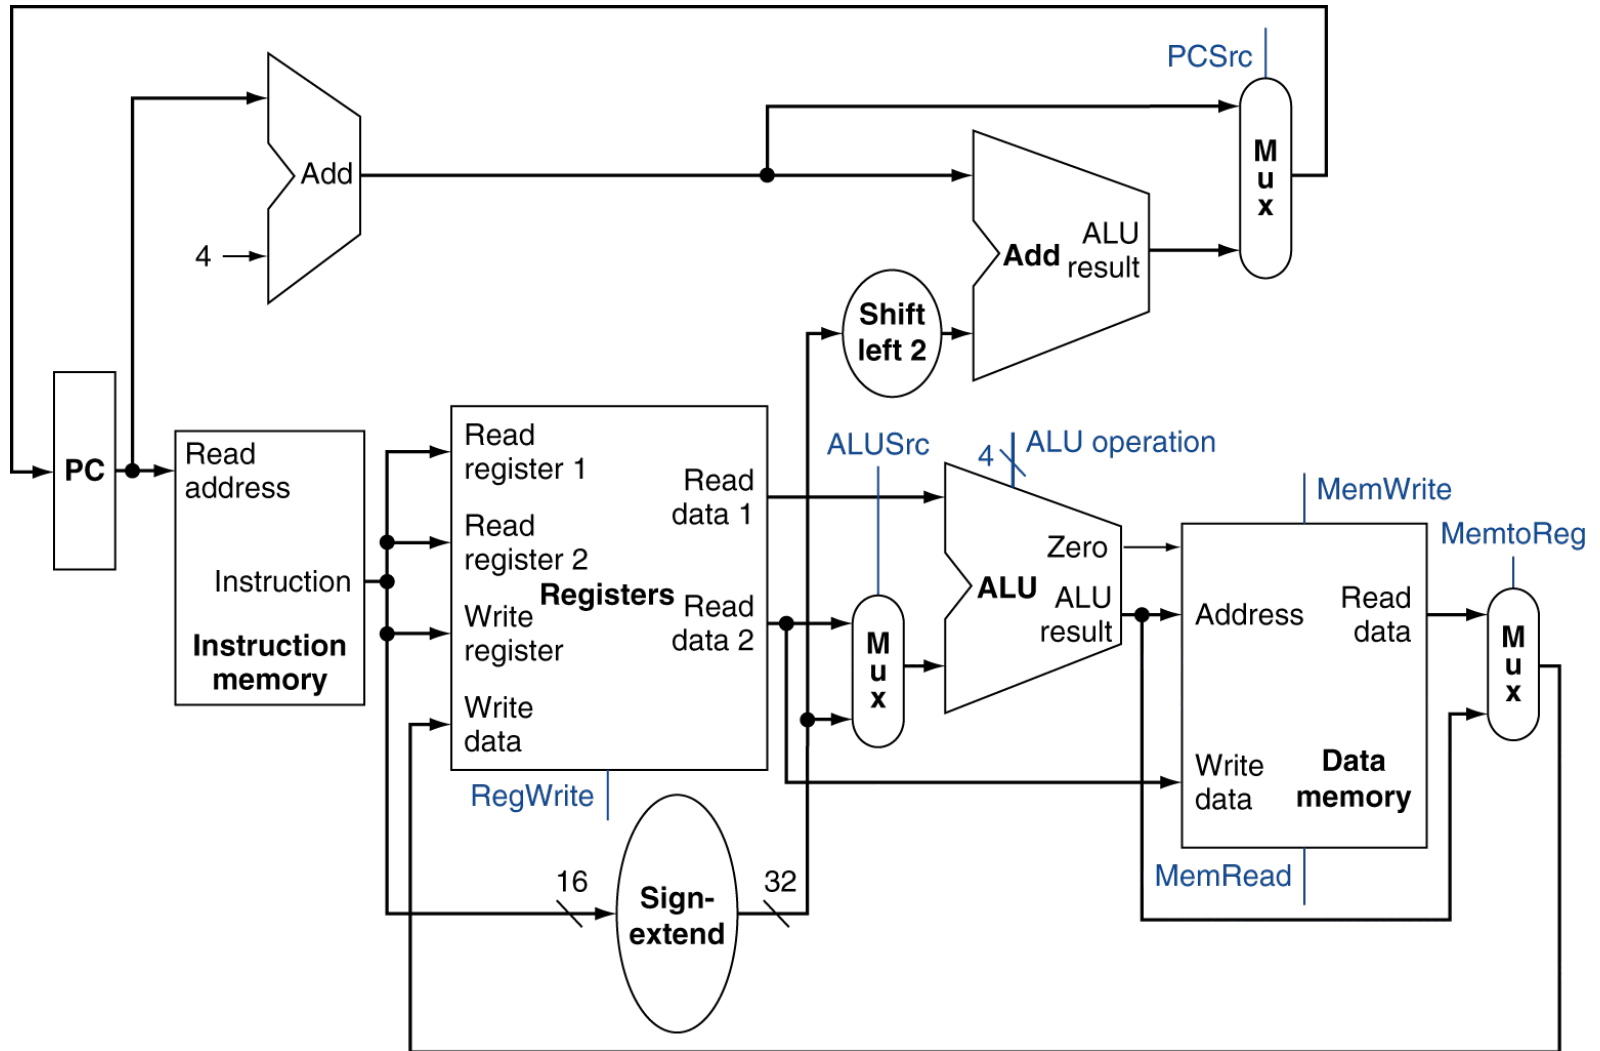 PCSrc
M
u
x
Add
4
Add
ALU
result
Shift
left 2
PC
Read
address
Instruction
Instruction
memory
Read
register 1
Read
register 2
Write
register
Write
data
Registers
Read
data 1
Read
data 2
RegWrite
16
Sign-
extend
32
ALUSrc
M
u
x
4
ALU operation
Zero
ALU
ALU
result
MemWrite
Address
Read
data
Write
data
Data
memory
MemRead
MemtoReg
M
u
x